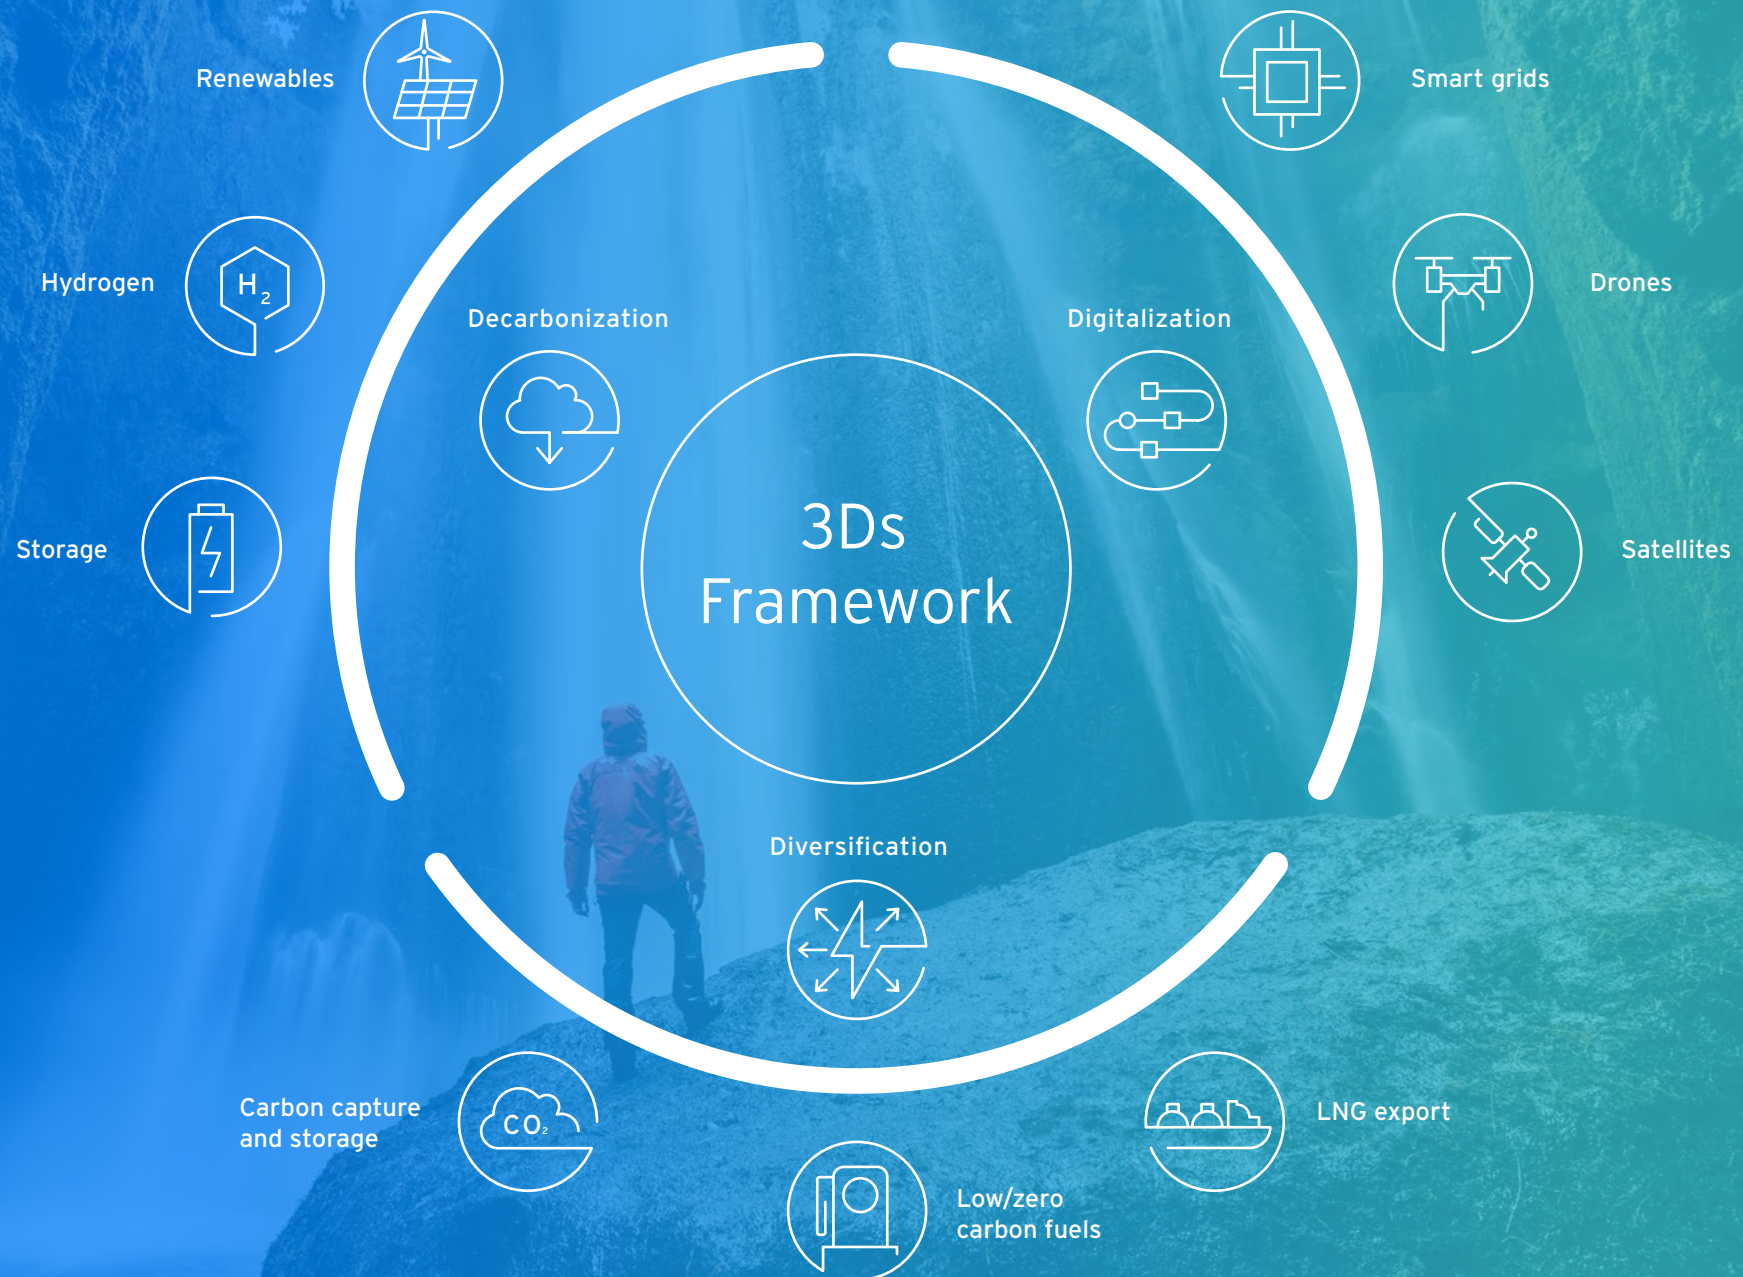 Renewables
Smart grids
Hydrogen
H2
Drones
Decarbonization
Digitalization
3Ds
Framework
Storage
Satellites
Diversification
Carbon capture
and storage
CO2
LNG export
Low/zero
carbon fuels